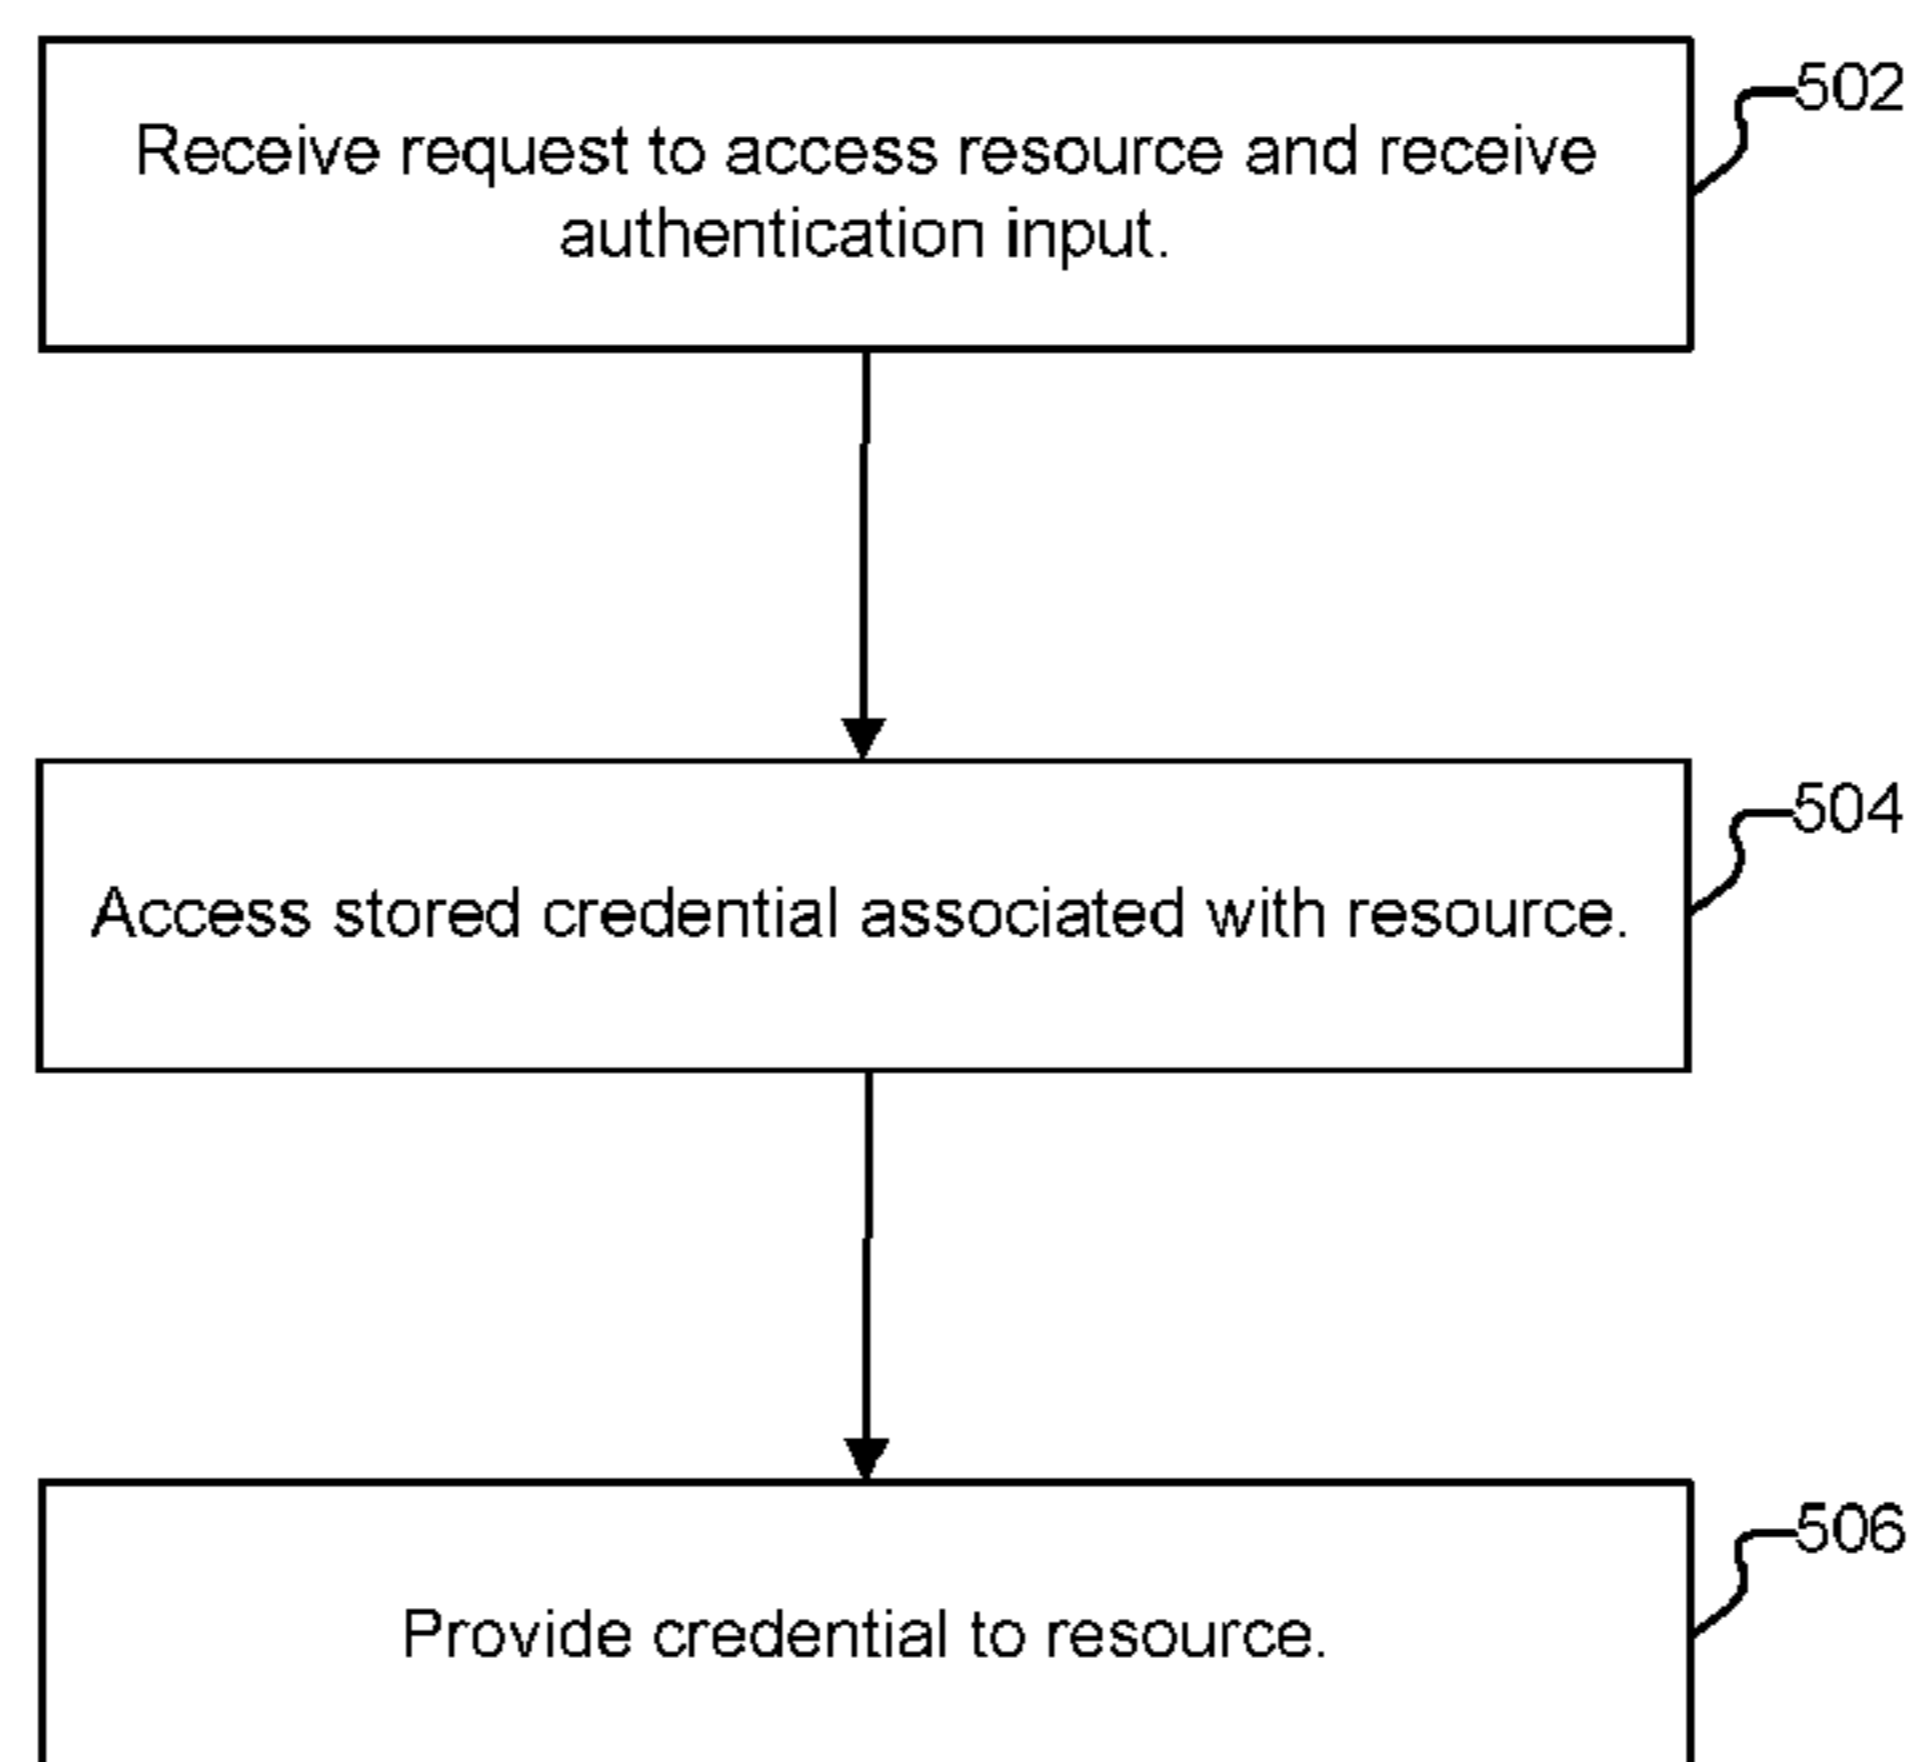 502
Receive request to access resource and receive
authentication input.
504
Access stored credential associated with resource.
506
Provide credential to resource.